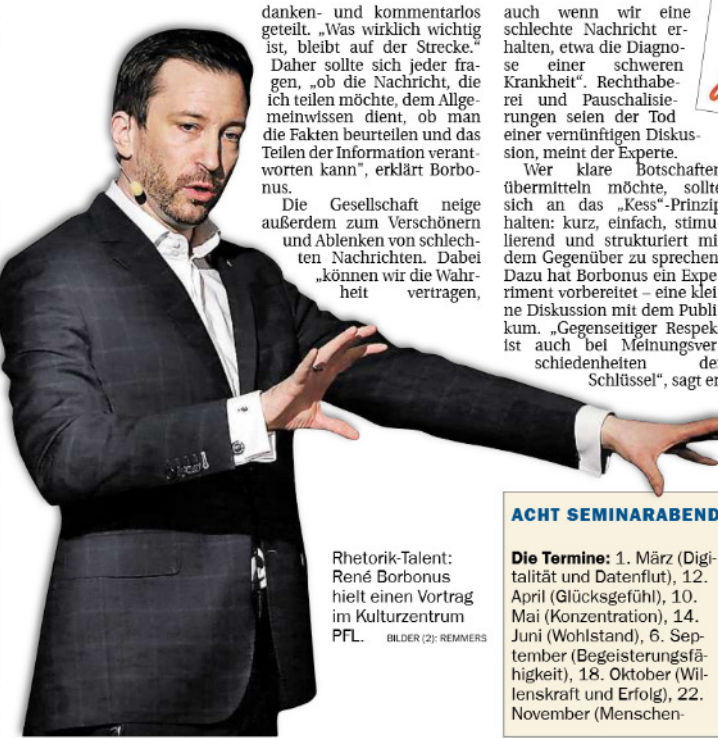 danken- und kommentarlos
geteilt. „Was wirklich wichtig
ist, bleibt auf der Strecke.“
Daher sollte sich jeder fra-
gen, „ob die Nachricht, die
ich teilen möchte, dem Allge-
meinwissen dient, ob man
die Fakten beurteilen und das
Teilen der Information verant-
worten kann", erklärt Borbo-
nus.
Die Gesellschaft neige
außerdem zum Verschönern
und Ablenken von schlech-
ten Nachrichten. Dabei
„können wir die Wahr-
heit vertragen,
auch wenn wir eine
schlechte Nachricht er-
halten, etwa die Diagno-
se einer schweren
Krankheit“. Rechthabe-
rei und Pauschalisie-
rungen seien der Tod
einer vernünftigen Diskus-
sion, meint der Experte.
Wer klare Botschaften
übermitteln möchte, sollte
sich an das „Kess“-Prinzip
halten: kurz, einfach, stimu-
lierend und strukturiert mit
dem Gegenüber zu sprechen.
Dazu hat Borbonus ein Expe-
riment vorbereitet – eine klei-
ne Diskussion mit dem Publi-
kum. „Gegenseitiger Respekt
ist auch bei Meinungsver-
schiedenheiten der
Schlüssel“, sagt er
Rhetorik-Talent:
René Borbonus
hielt einen Vortrag
im Kulturzentrum
PFL. BILDER (2): REMMERS
ACHT SEMINARABEND
Die Termine: 1. März (Digi-
talität und Datenflut), 12.
April (Glücksgefühl), 10.
Mai (Konzentration), 14.
Juni (Wohlstand), 6. Sep-
tember (Begeisterungsfä-
higkeit), 18. Oktober (Wil-
lenskraft und Erfolg), 22.
November (Menschen-